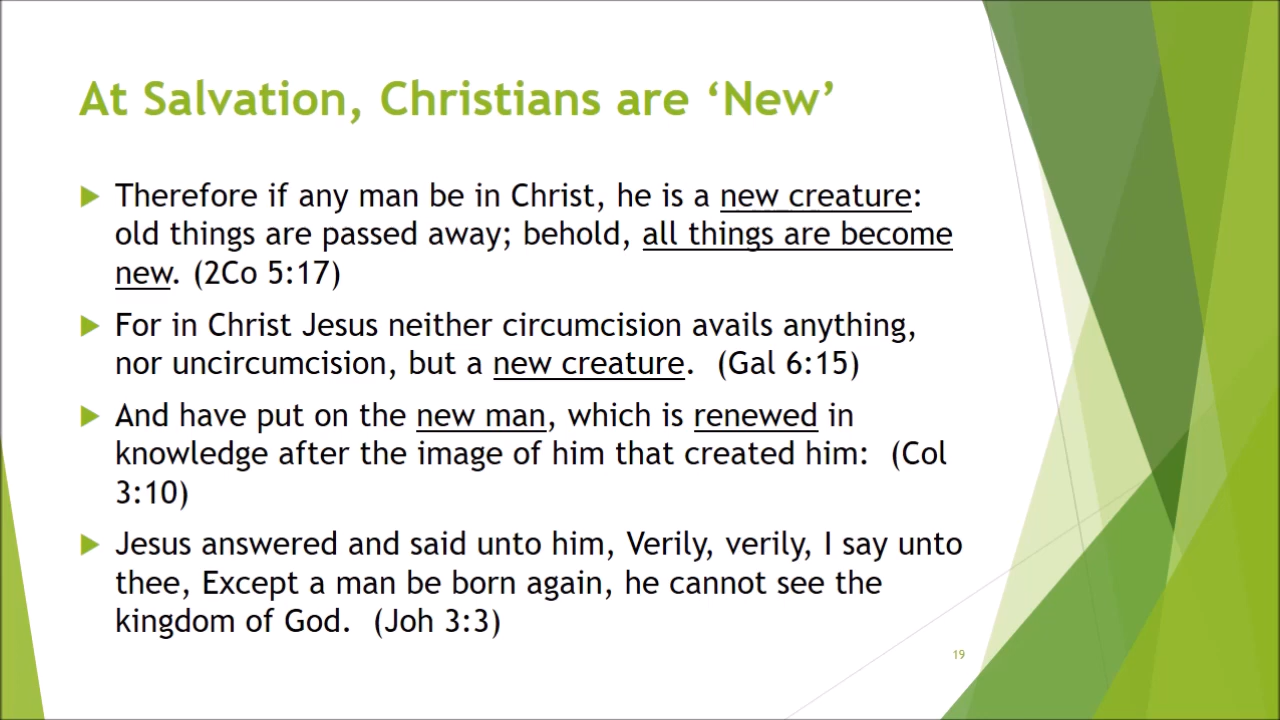 At Salvation, Christians are ‘New’
Therefore if any man be in Christ, he is a new creature:
old things are passed away; behold, all things are become
new. (2Co 5:17)
For in Christ Jesus neither circumcision avails anything,
nor uncircumcision, but a new creature.  (Gal 6:15)
And have put on the new man, which is renewed in
knowledge after the image of him that created him:  (Col
3:10)
Jesus answered and said unto him, Verily, verily, I say unto
thee, Except a man be born again, he cannot see the
kingdom of God.  (Joh 3:3)
19